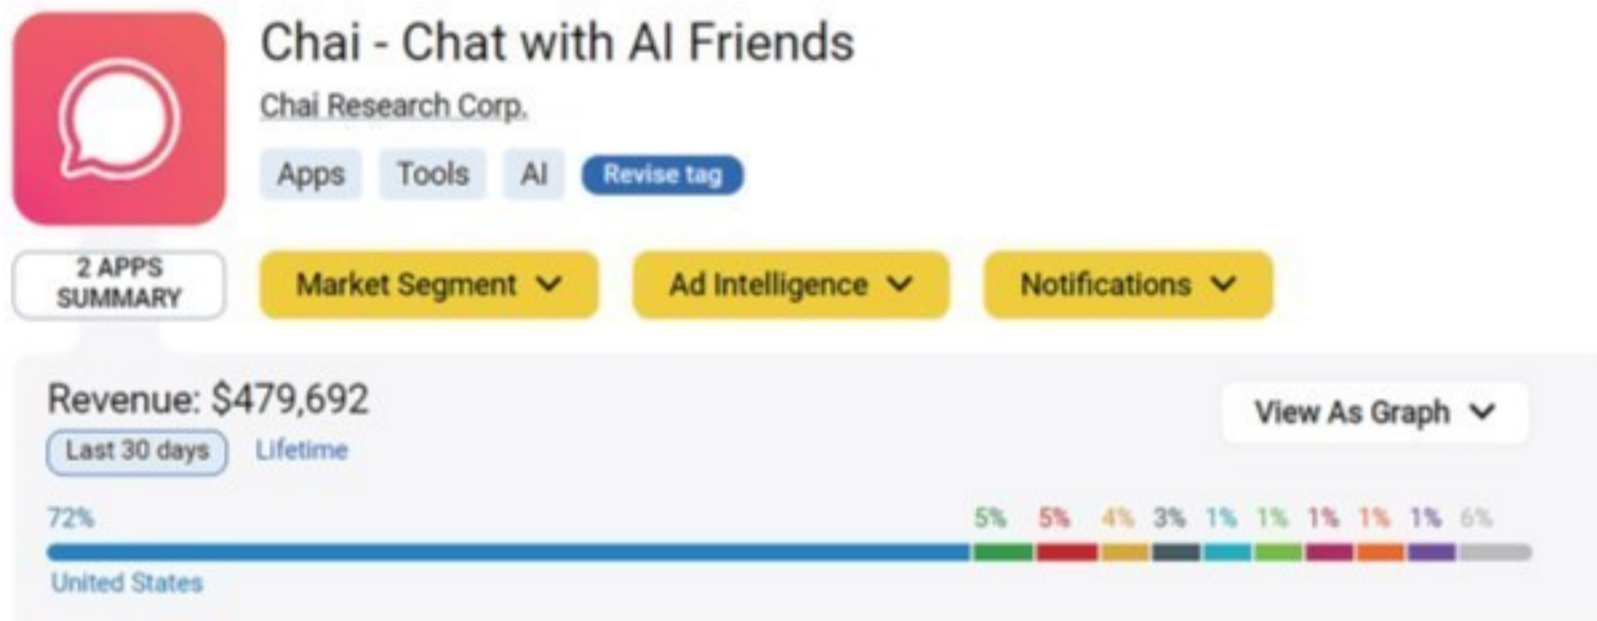 Chai - Chat with AI Friends
Chai Research Corp.
Apps Tools AI Revise tag
2 APPS
SUMMARY
Market Segment Ad Intelligence Notifications
Revenue: $479,692
View As Graph
Last 30 days Lifetime
72% 5% 5% 4% 3% 1% 1% 1% 1% 1% 6%
United States